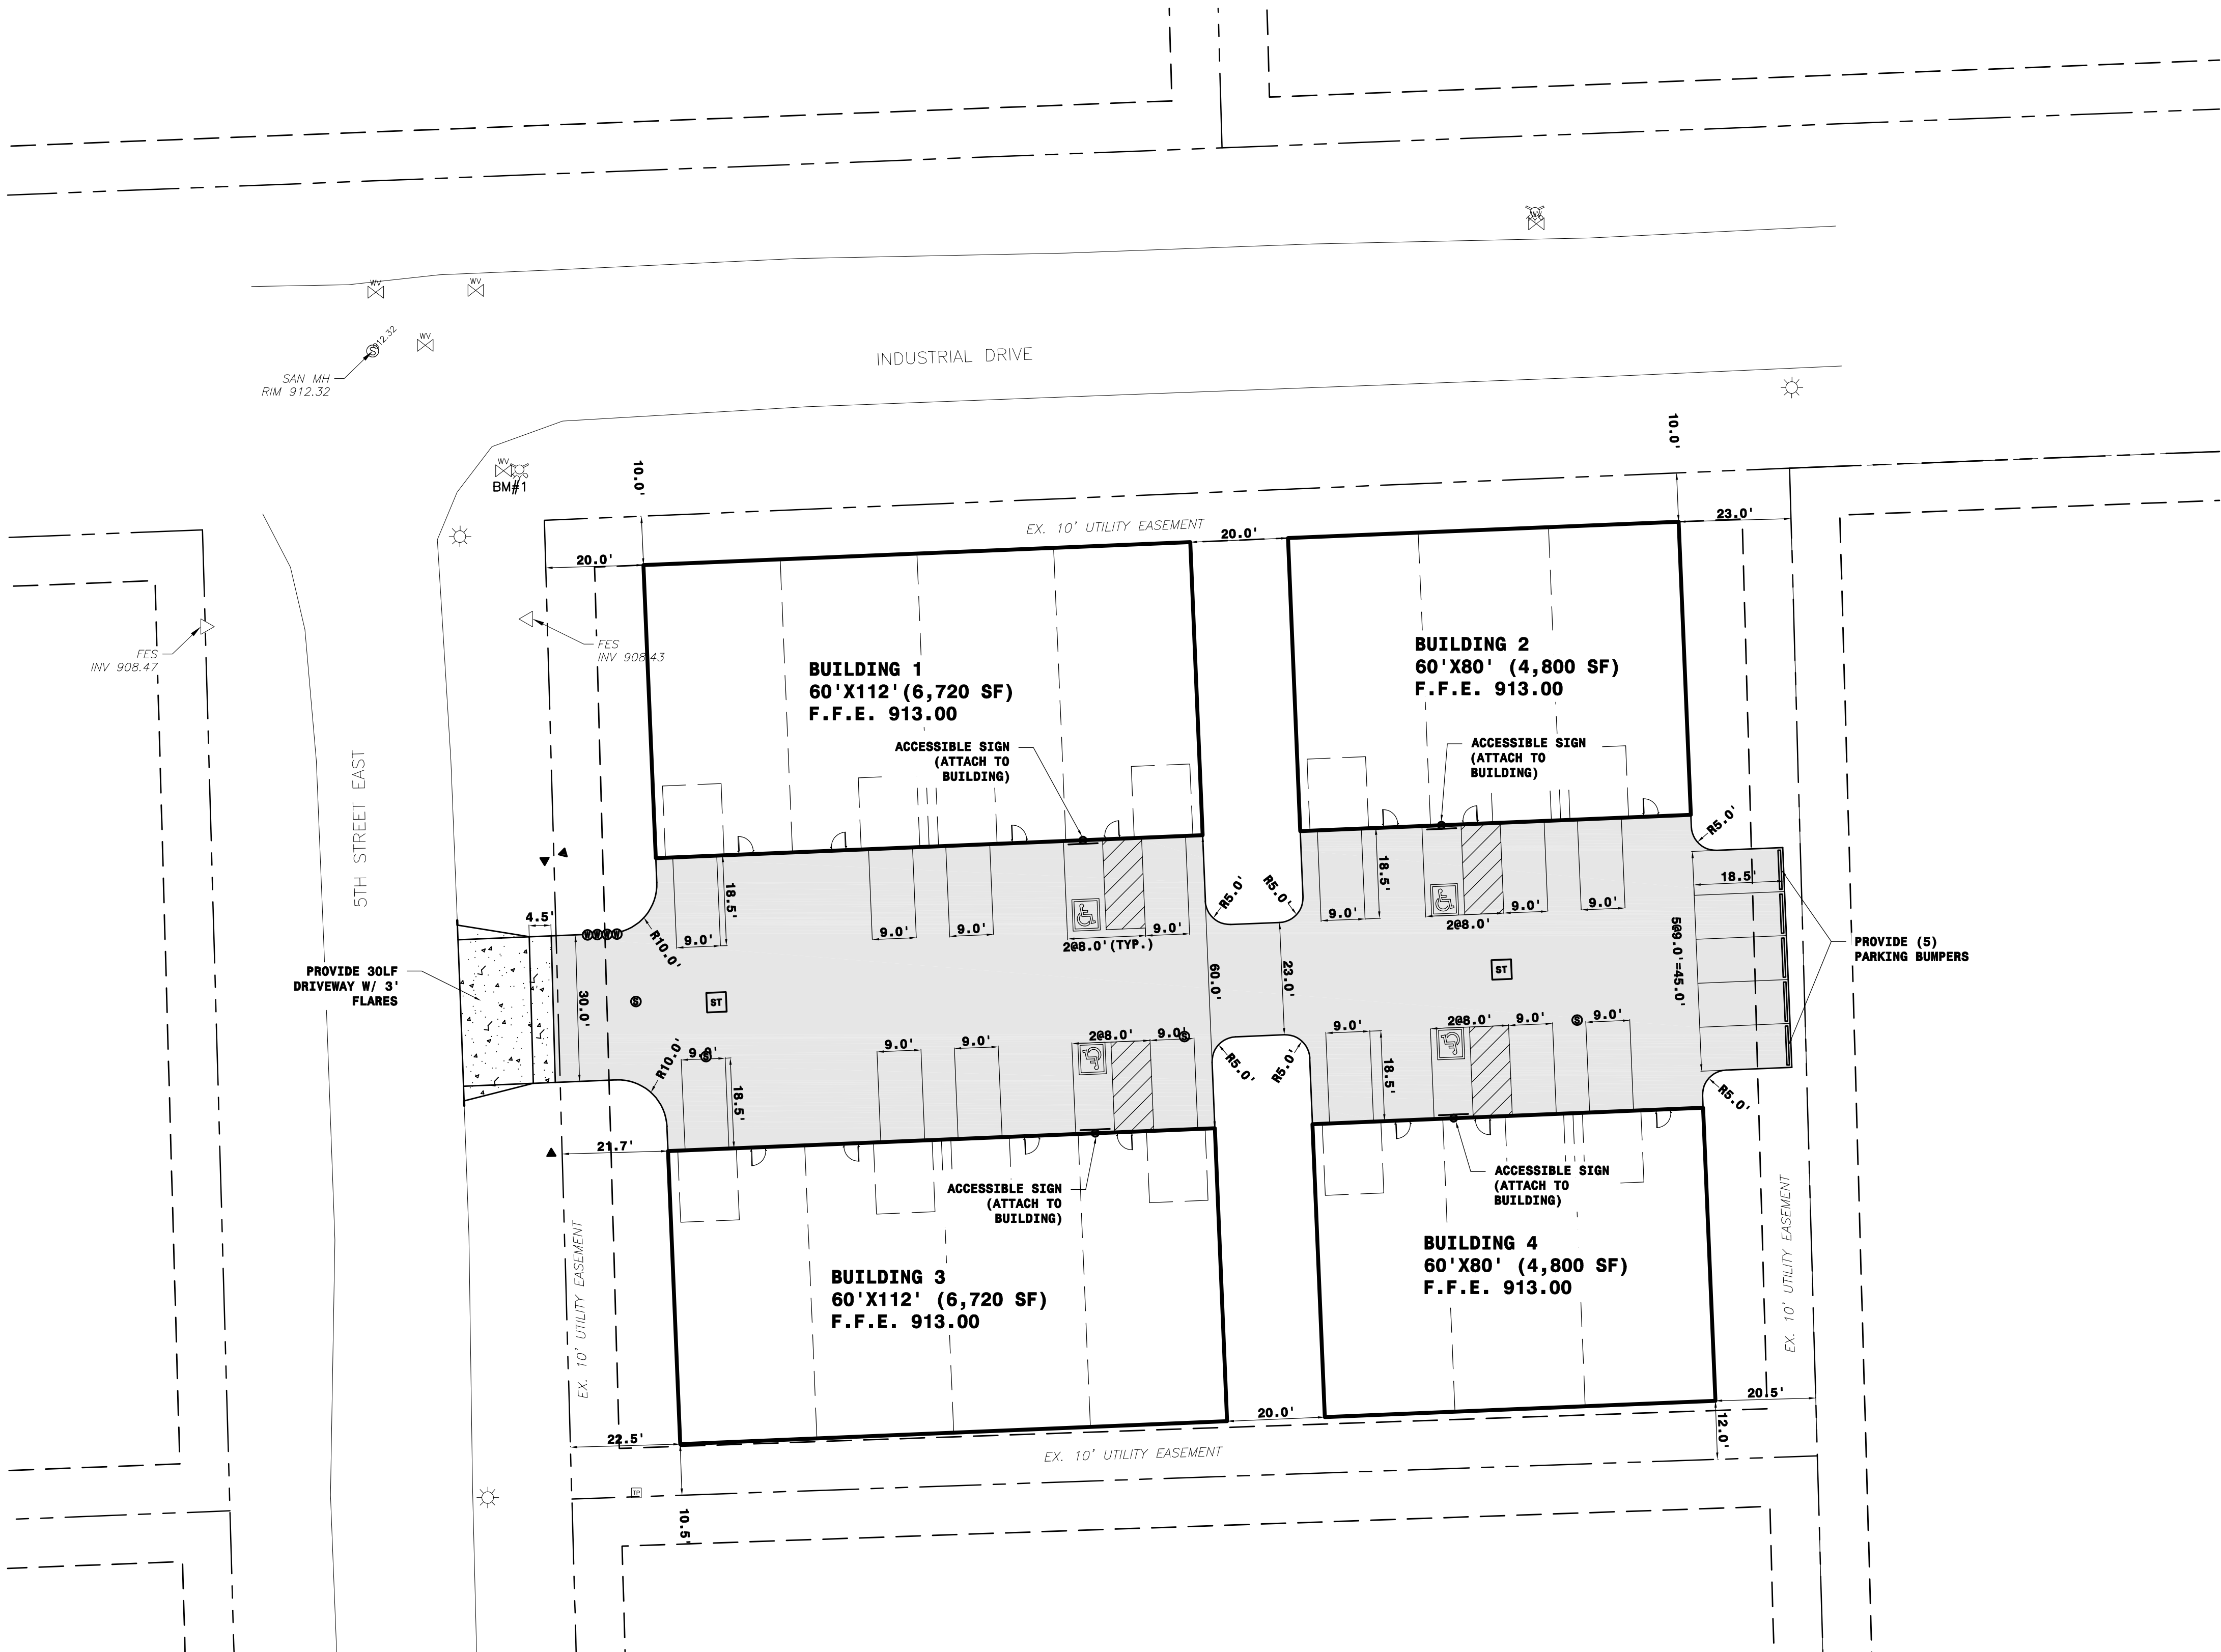 WV
WV
WV
WV
912.32
SAN MH
RIM 912.32
INDUSTRIAL DRIVE
WV
BM#1
10.0'
10.0'
EX. 10' UTILITY EASEMENT
20.0'
20.0'
23.0'
FES
INV 908.47
FES
INV 908.43
5TH STREET EAST
BUILDING 1
60'X112'(6,720 SF)
F.F.E. 913.00
BUILDING 2
60'X80' (4,800 SF)
F.F.E. 913.00
ACCESSIBLE SIGN
(ATTACH TO
BUILDING)
ACCESSIBLE SIGN
(ATTACH TO
BUILDING)
R5.0'
18.5'
18.5'
18.5'
R5.0'
R5.0'
4.5'
W W W W
R10.0'
9.0'
9.0'
9.0'
2@8.0'(TYP.)
9.0'
9.0'
2@8.0'
9.0'
9.0'
5@9.0'=45.0'
PROVIDE (5)
PARKING BUMPERS
PROVIDE 30LF
DRIVEWAY W/ 3'
FLARES
30.0'
S
ST
60.0'
23.0'
ST
R10.0'
9.0'
S
18.5'
9.0'
9.0'
2@8.0'
9.0'
S
R5.0'
R5.0'
9.0'
18.5'
2@8.0'
9.0'
S
9.0'
R5.0'
21.7'
ACCESSIBLE SIGN
(ATTACH TO
BUILDING)
ACCESSIBLE SIGN
(ATTACH TO
BUILDING)
EX. 10' UTILITY EASEMENT
EX. 10' UTILITY EASEMENT
BUILDING 3
60'X112' (6,720 SF)
F.F.E. 913.00
BUILDING 4
60'X80' (4,800 SF)
F.F.E. 913.00
22.5'
20.0'
20.5'
12.0'
EX. 10' UTILITY EASEMENT
TP
10.5'